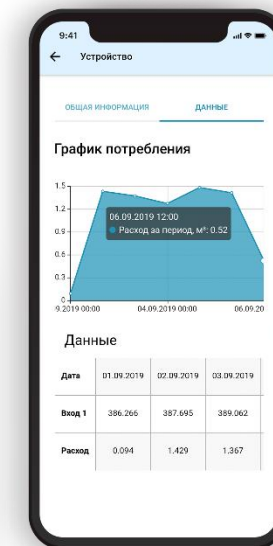 9:41
← Устройство
ОБЩАЯ ИНФОРМАЦИЯ ДАННЫЕ
График потребления
1.5
1.2
06.09.2019 12:00
0.9
Расход за период, м³: 0.52
0.6
0.3
0
9.2019 00:00 04.09.2019 00:00 06.09.20
Данные
Дата 01.09.2019 02.09.2019 03.09.2019
Вход 1 386.266 387.695 389.062
Расход 0.094 1.429 1.367